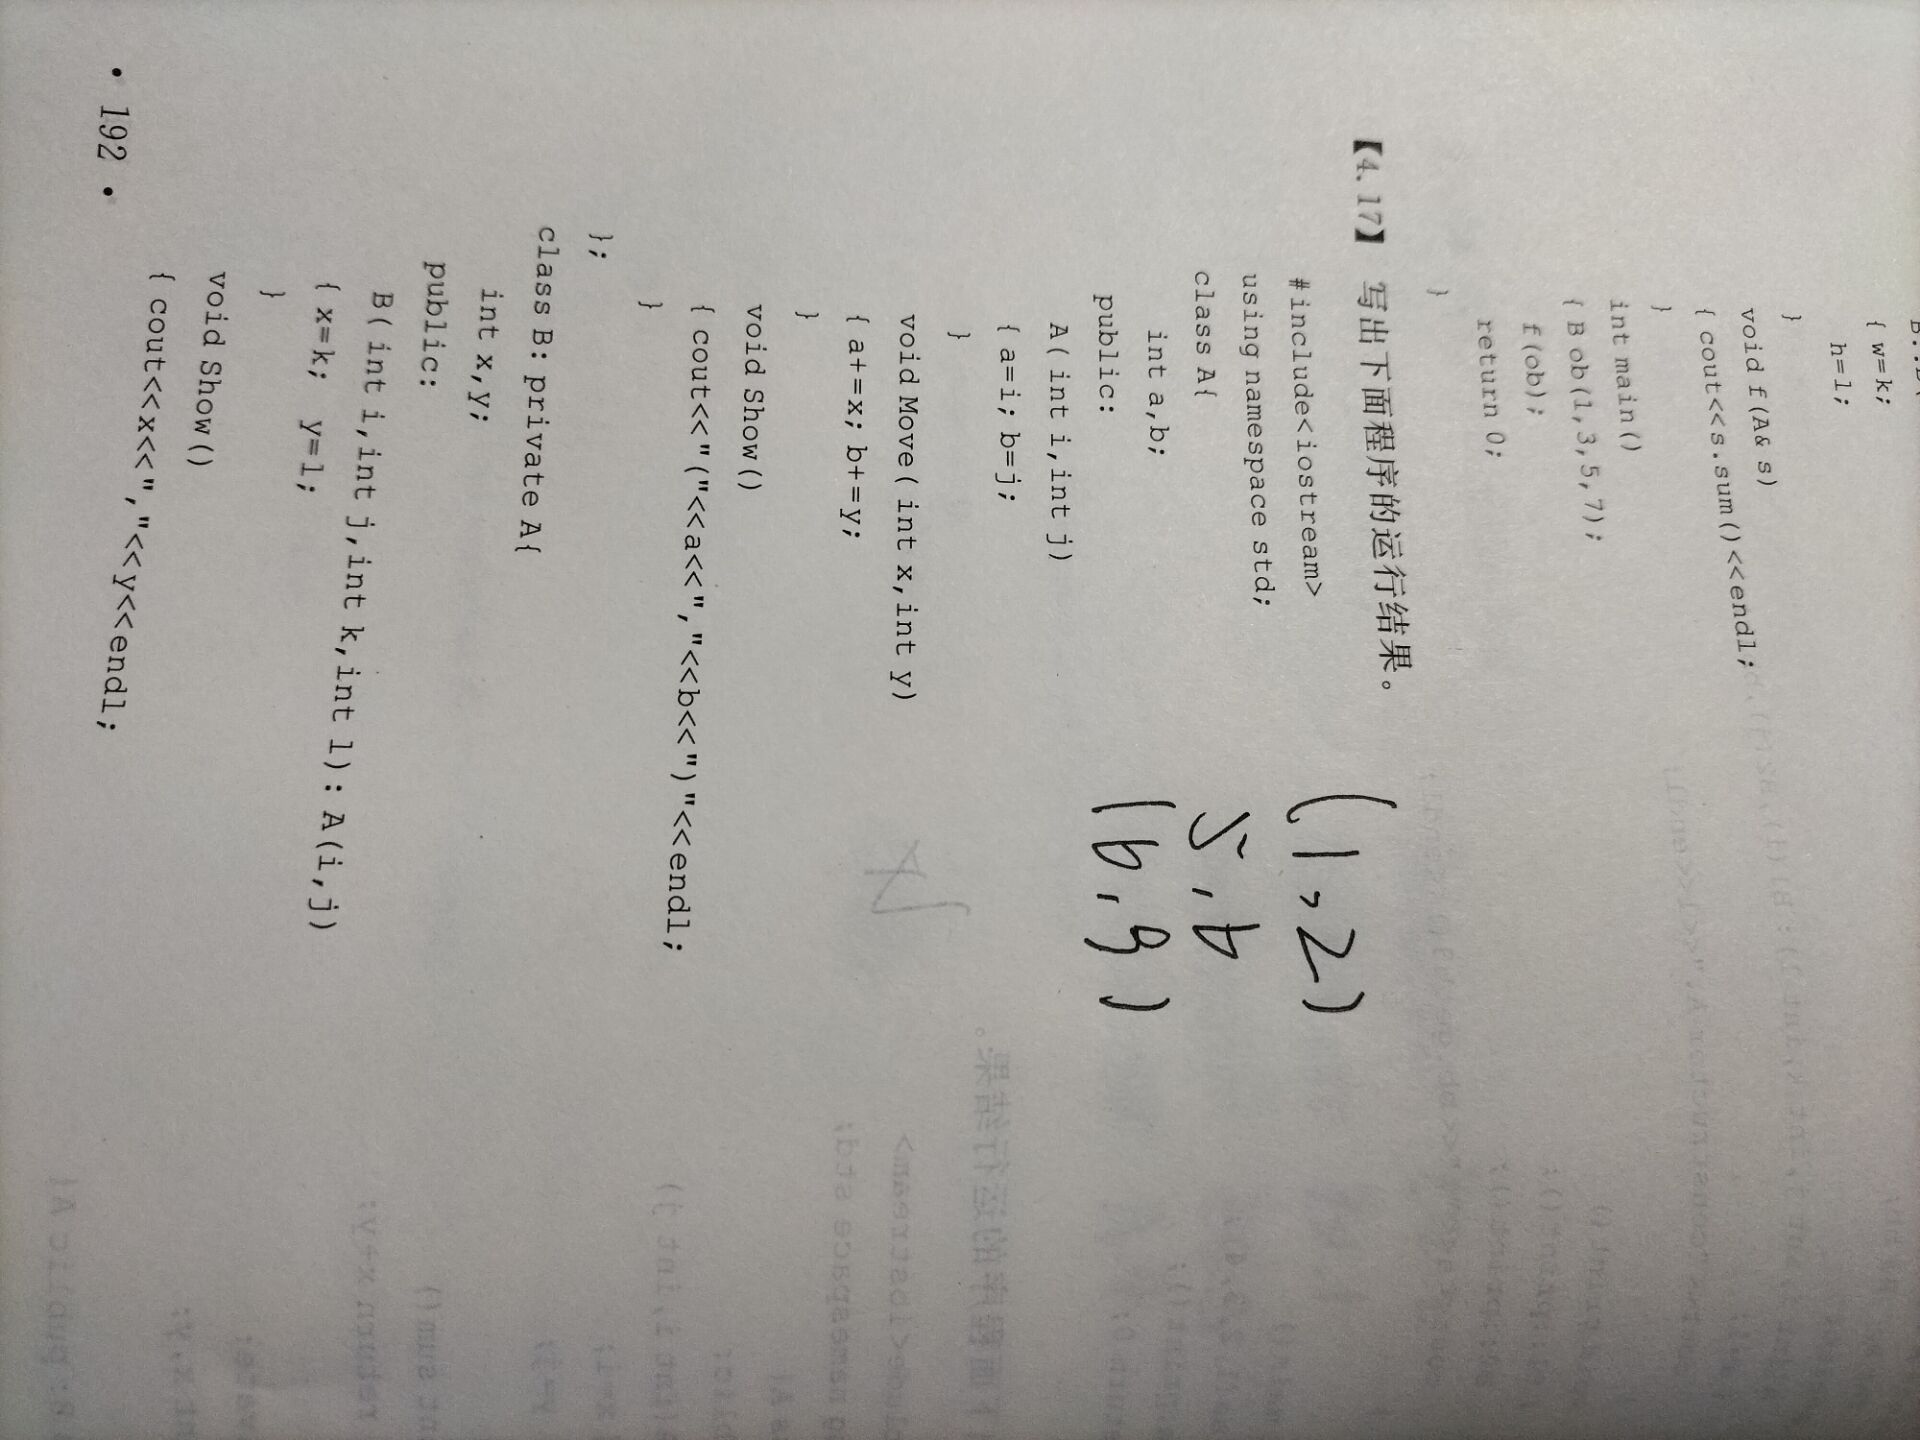 { w=k;
h=l;
}
void f(A& s)
{ cout<<s.sum()<<endl;
}
int main()
{ B ob(1,3,5,7);
f(ob);
return 0;
}
【4.17】 写出下面程序的运行结果。
#include<iostream>
using namespace std;
class A{
int a,b;
public:
A(int i,int j)
{ a=i; b=j;
}
void Move(int x,int y)
{ a+=x; b+=y;
}
void Show()
{ cout<<"("<<a<<","<<b<<")"<<endl;
}
};
class B: private A{
int x,y;
public:
B(int i,int j,int k,int l):A(i,j)
{ x=k; y=l;
}
void Show()
{ cout<<x<<","<<y<<endl;
• 192 •
(1,2)
5,6
(6,9)